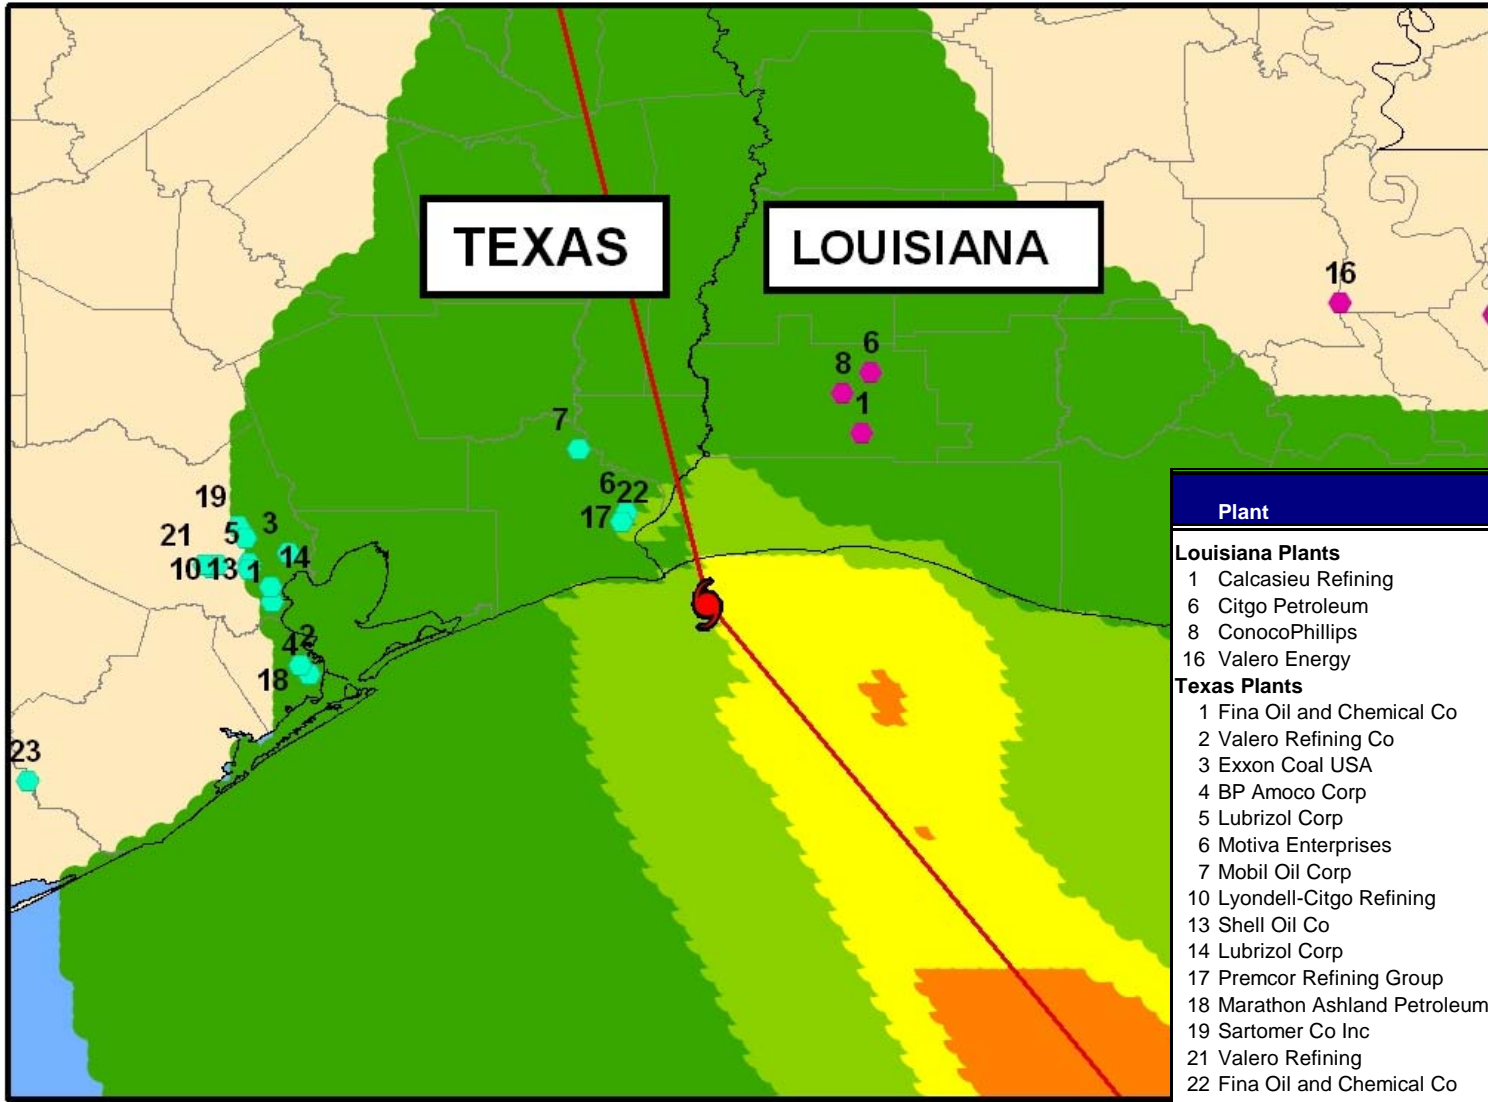 TEXAS
LOUISIANA
16
6
8
1
7
6
22
17
19
5
3
21
10
13
1
14
4
2
18
23
Plant
Louisiana Plants
1 Calcasieu Refining
6 Citgo Petroleum
8 ConocoPhillips
16 Valero Energy
Texas Plants
1 Fina Oil and Chemical Co
2 Valero Refining Co
3 Exxon Coal USA
4 BP Amoco Corp
5 Lubrizol Corp
6 Motiva Enterprises
7 Mobil Oil Corp
10 Lyondell-Citgo Refining
13 Shell Oil Co
14 Lubrizol Corp
17 Premcor Refining Group
18 Marathon Ashland Petroleum
19 Sartomer Co Inc
21 Valero Refining
22 Fina Oil and Chemical Co